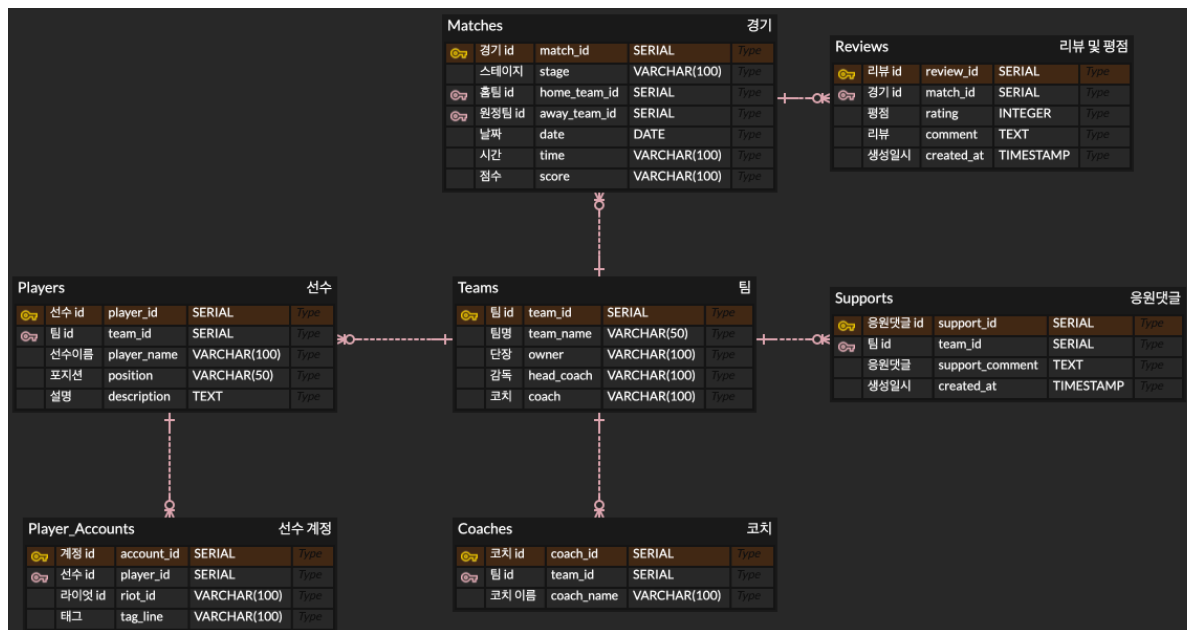 Matches 경기
경기 id match_id SERIAL Type
스테이지 stage VARCHAR(100) Type
홈팀 id home_team_id SERIAL Type
원정팀 id away_team_id SERIAL Type
날짜 date DATE Type
시간 time VARCHAR(100) Type
점수 score VARCHAR(100) Type
Reviews 리뷰 및 평점
리뷰 id review_id SERIAL Type
경기 id match_id SERIAL Type
평점 rating INTEGER Type
리뷰 comment TEXT Type
생성일시 created_at TIMESTAMP Type
Players 선수
선수 id player_id SERIAL Type
팀 id team_id SERIAL Type
선수이름 player_name VARCHAR(100) Type
포지션 position VARCHAR(50) Type
설명 description TEXT Type
Teams 팀
팀 id team_id SERIAL Type
팀명 team_name VARCHAR(50) Type
단장 owner VARCHAR(100) Type
감독 head_coach VARCHAR(100) Type
코치 coach VARCHAR(100) Type
Supports 응원댓글
응원댓글 id support_id SERIAL Type
팀 id team_id SERIAL Type
응원댓글 support_comment TEXT Type
생성일시 created_at TIMESTAMP Type
Player_Accounts 선수 계정
계정 id account_id SERIAL Type
선수 id player_id SERIAL Type
라이엇 id riot_id VARCHAR(100) Type
태그 tag_line VARCHAR(100) Type
Coaches 코치
코치 id coach_id SERIAL Type
팀 id team_id SERIAL Type
코치 이름 coach_name VARCHAR(100) Type